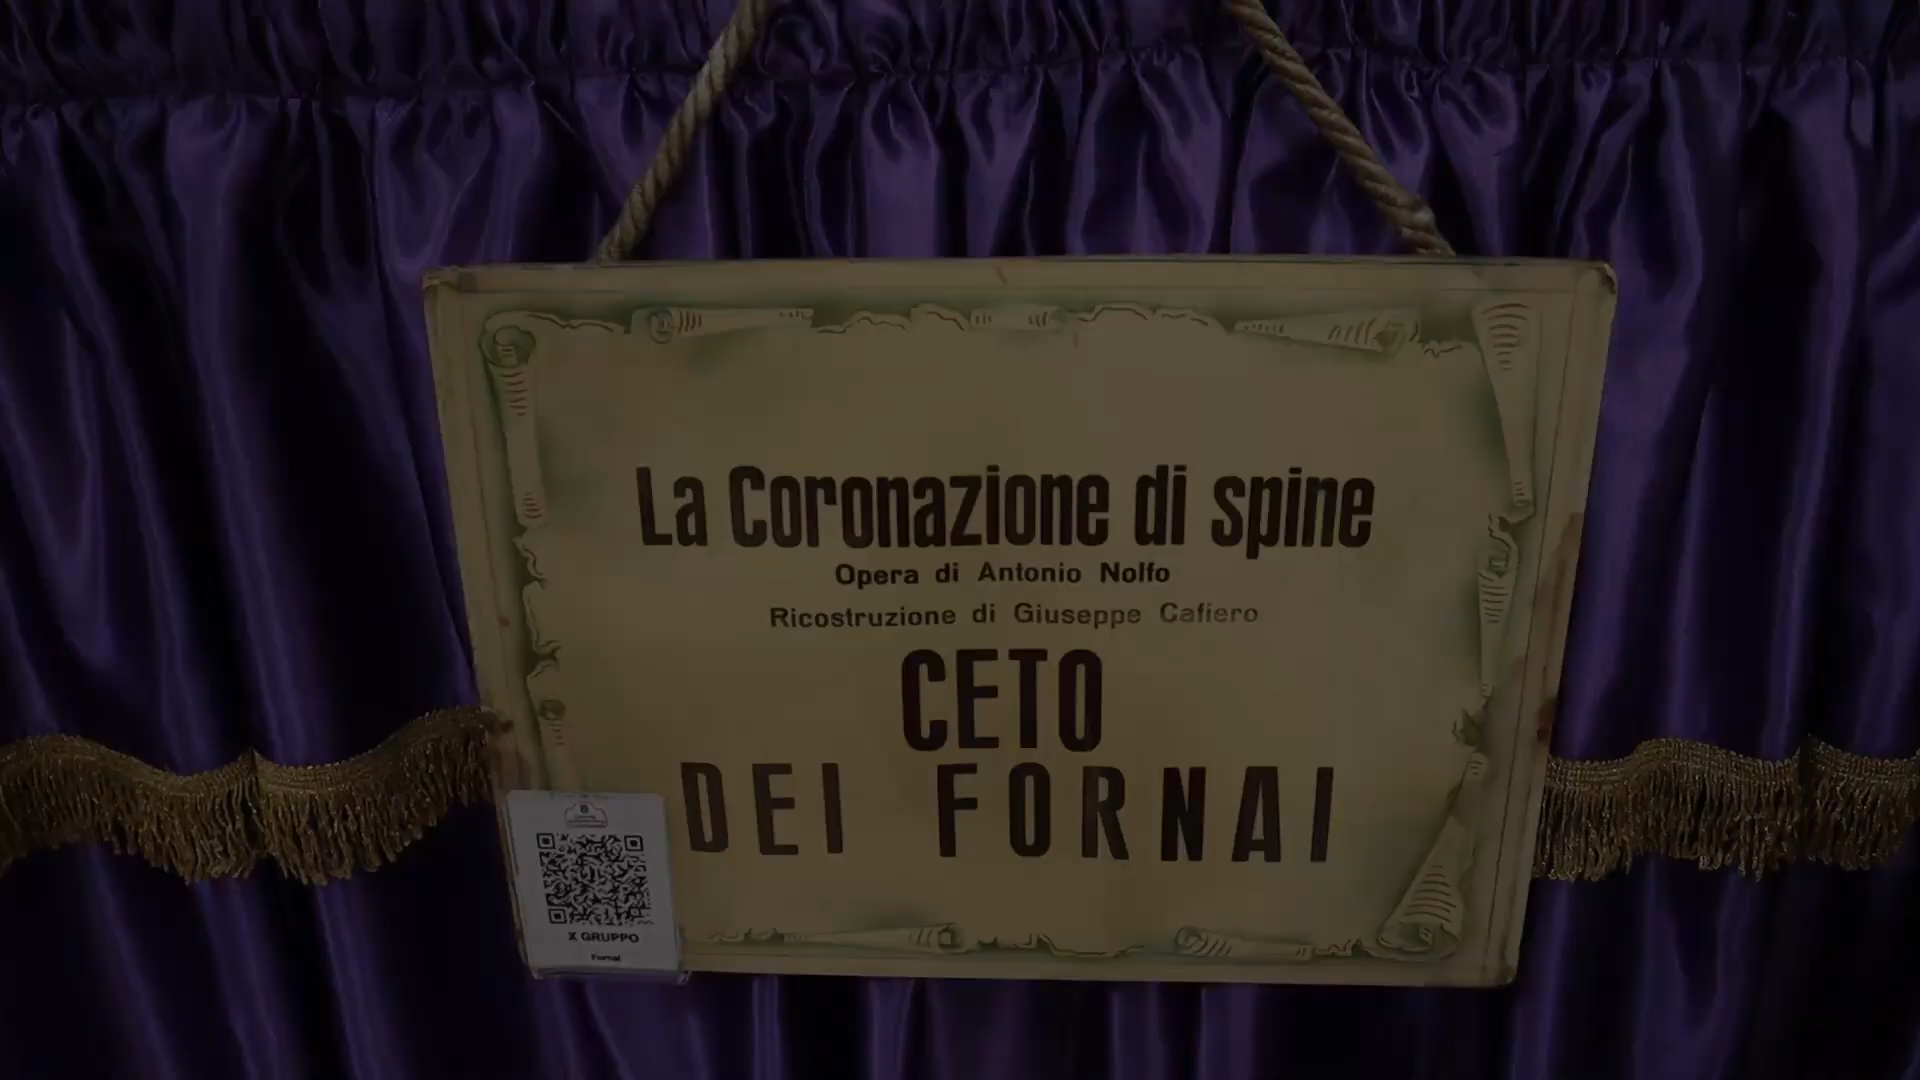 La Coronazione di spine
Opera di Antonio Nolfo
Ricostruzione di Giuseppe Cafiero
CETO
DEI FORNAI
X GRUPPO
Fornai